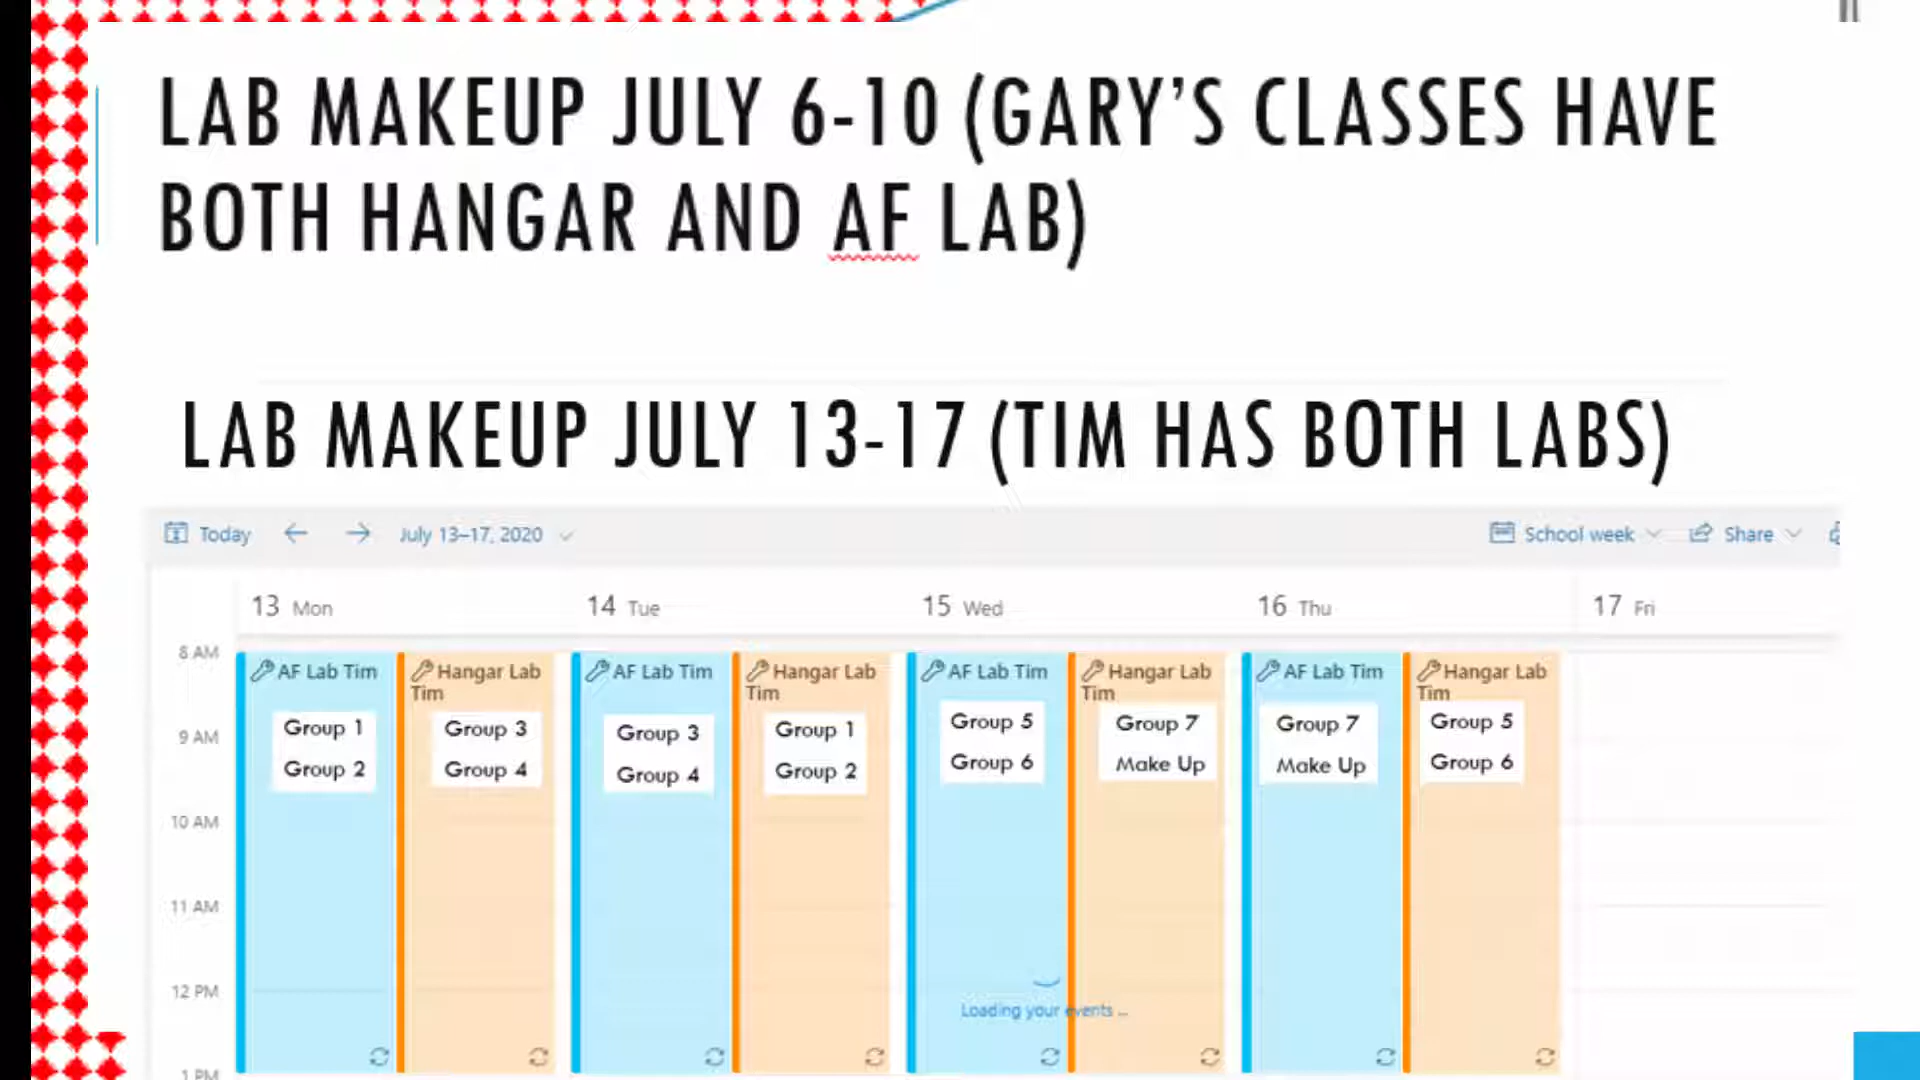 LAB MAKEUP JULY 6-10 (GARY'S CLASSES HAVE
BOTH HANGAR AND AF LAB)
LAB MAKEUP JULY 13-17 (TIM HAS BOTH LABS)
Today July 13–17, 2020 School week Share
13 Mon 14 Tue 15 Wed 16 Thu 17 Fri
8 AM
AF Lab Tim
Hangar Lab
Tim
AF Lab Tim
Hangar Lab
Tim
AF Lab Tim
Hangar Lab
Tim
AF Lab Tim
Hangar Lab
Tim
Group 1
Group 2
Group 3
Group 4
Group 3
Group 4
Group 1
Group 2
Group 5
Group 6
Group 7
Make Up
Group 7
Make Up
Group 5
Group 6
9 AM
10 AM
11 AM
12 PM
Loading your events ...
1 PM